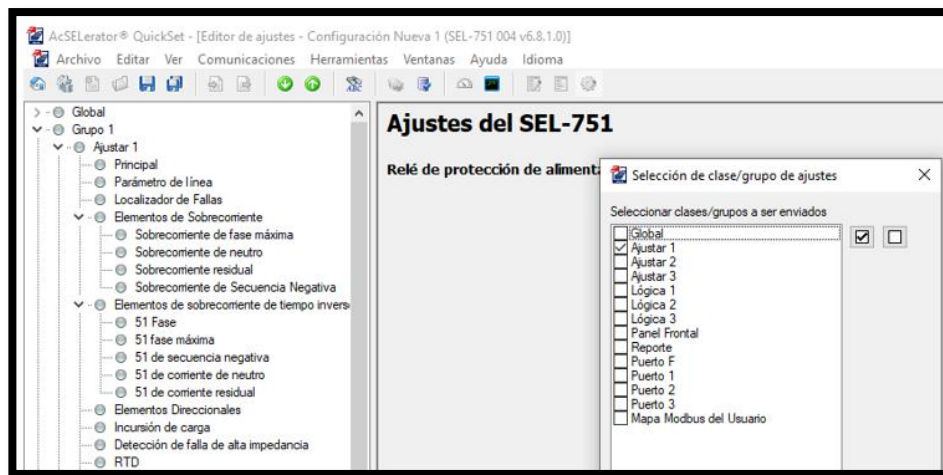 AcSELerator® QuickSet - [Editor de ajustes - Configuración Nueva 1 (SEL-751 004 v6.8.1.0)]
Archivo Editar Ver Comunicaciones Herramientas Ventanas Ayuda Idioma
Global
Grupo 1
Ajustar 1
Principal
Parámetro de línea
Localizador de Fallas
Elementos de Sobrecorriente
Sobrecorriente de fase máxima
Sobrecorriente de neutro
Sobrecorriente residual
Sobrecorriente de Secuencia Negativa
Elementos de sobrecorriente de tiempo invers
51 Fase
51 fase máxima
51 de secuencia negativa
51 de corriente de neutro
51 de corriente residual
Elementos Direccionales
Incursión de carga
Detección de falla de alta impedancia
RTD
Ajustes del SEL-751
Relé de protección de aliment
Selección de clase/grupo de ajustes
Seleccionar clases/grupos a ser enviados
Global
Ajustar 1
Ajustar 2
Ajustar 3
Lógica 1
Lógica 2
Lógica 3
Panel Frontal
Reporte
Puerto F
Puerto 1
Puerto 2
Puerto 3
Mapa Modbus del Usuario